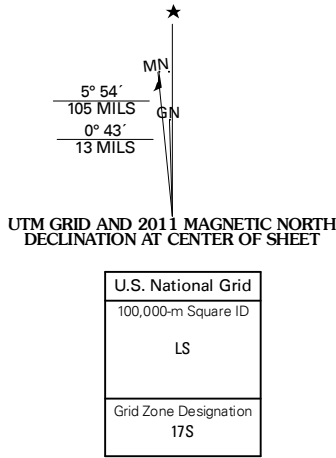 ★
MN
5° 54´
105 MILS
GN
0° 43´
13 MILS
UTM GRID AND 2011 MAGNETIC NORTH
DECLINATION AT CENTER OF SHEET
U.S. National Grid
100,000-m Square ID
LS
Grid Zone Designation
17S